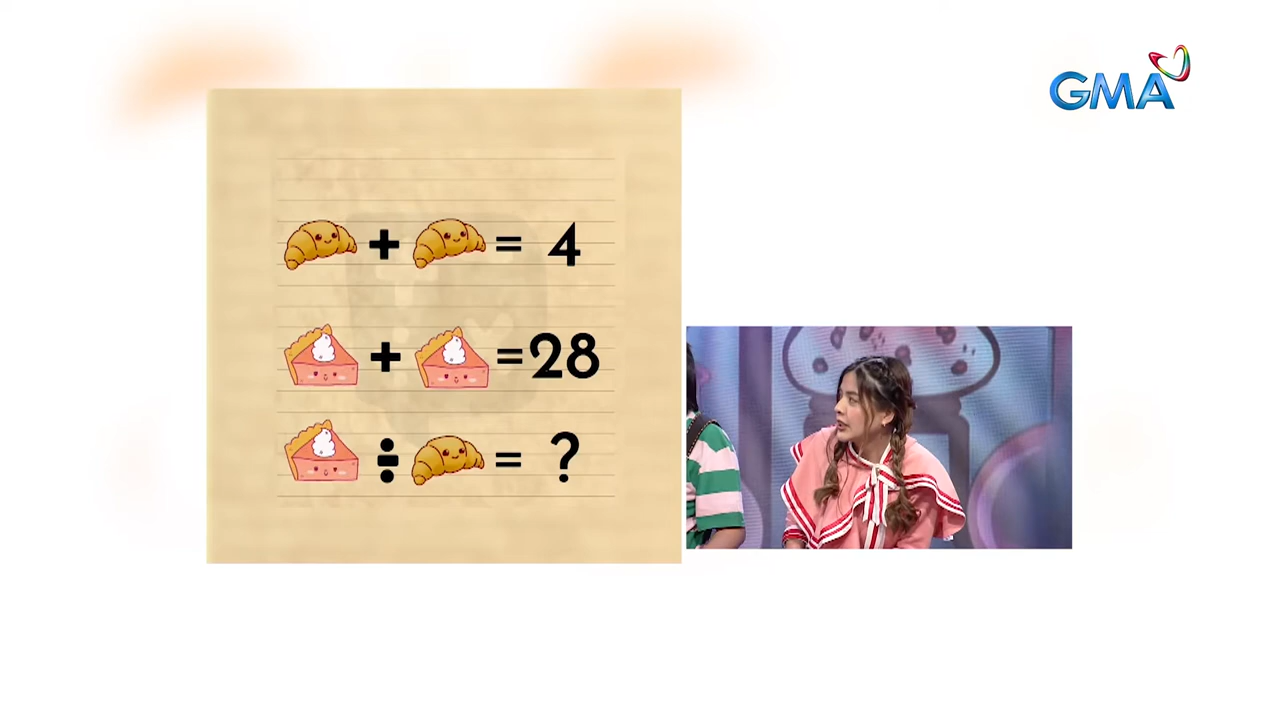 GMA
+ = 4
+ =28
÷ = ?